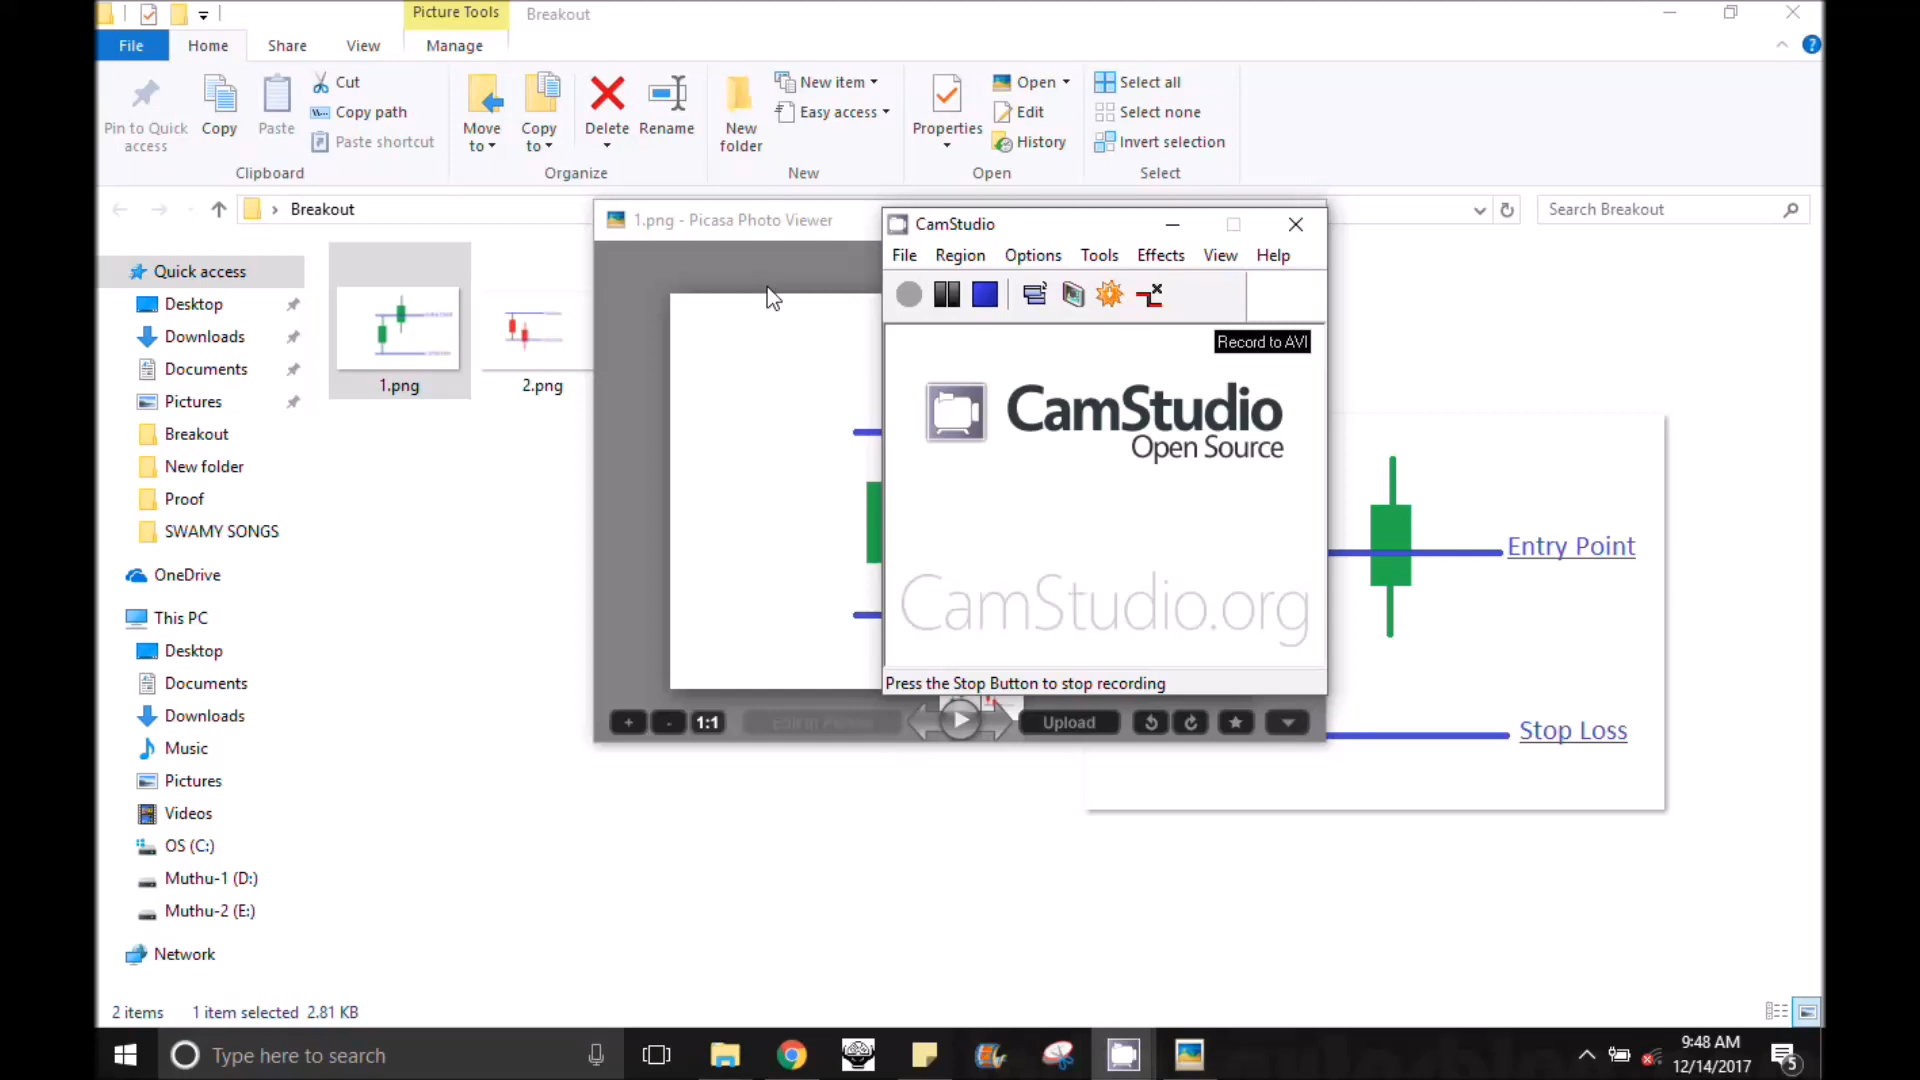 Picture Tools
Breakout
File
Home
Share
View
Manage
Pin to Quick access
Copy
Paste
Cut
Copy path
Paste shortcut
Clipboard
Move to
Copy to
Delete
Rename
Organize
New folder
New item
Easy access
New
Properties
Open
Edit
History
Open
Select all
Select none
Invert selection
Select
Breakout
Search Breakout
Quick access
Desktop
Downloads
Documents
Pictures
Breakout
New folder
Proof
SWAMY SONGS
OneDrive
This PC
Desktop
Documents
Downloads
Music
Pictures
Videos
OS (C:)
Muthu-1 (D:)
Muthu-2 (E:)
Network
1.png
2.png
1.png - Picasa Photo Viewer
+
-
1:1
Upload
CamStudio
File
Region
Options
Tools
Effects
View
Help
Record to AVI
CamStudio
Open Source
CamStudio.org
Press the Stop Button to stop recording
Entry Point
Stop Loss
2 items
1 item selected 2.81 KB
Type here to search
9:48 AM
12/14/2017
5